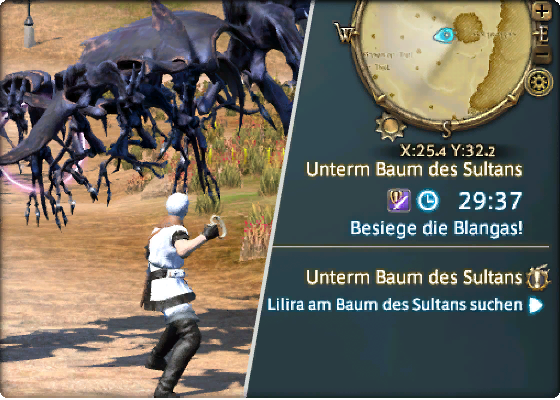 W
E
S
X:25.4 Y:32.2
Unterm Baum des Sultans
29:37
Besiege die Blangas!
Unterm Baum des Sultans
Lilira am Baum des Sultans suchen